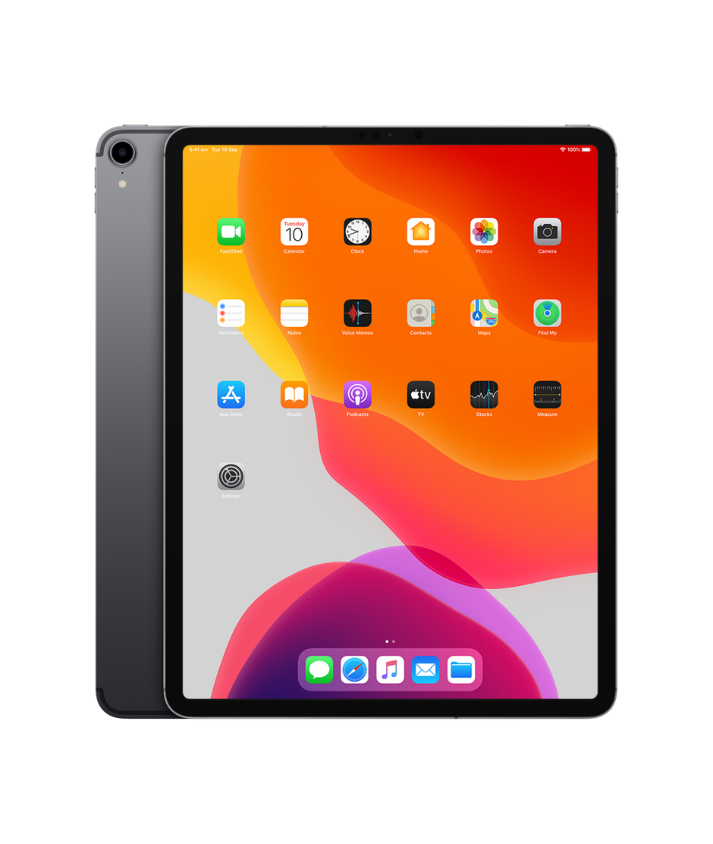 9:41 am Tue 10 Sep
100%
Tuesday
10
FaceTime Calendar Clock Home Photos Camera
Reminders Notes Voice Memos Contacts Maps Find My
tv
App Store Books Podcasts TV Stocks Measure
Settings